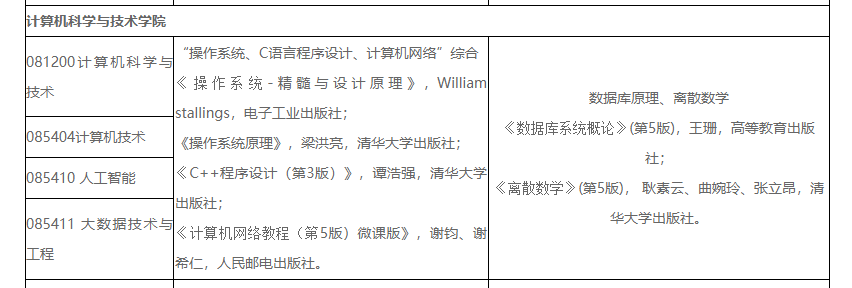 计算机科学与技术学院
081200计算机科学与
技术
085404计算机技术
085410 人工智能
085411 大数据技术与
工程
“操作系统、C语言程序设计、计算机网络”综合
《操作系统-精髓与设计原理》，William
stallings，电子工业出版社；
《操作系统原理》，梁洪亮，清华大学出版社；
《C++程序设计（第3版）》，谭浩强，清华大学
出版社；
《计算机网络教程（第5版）微课版》，谢钧、谢
希仁，人民邮电出版社。
数据库原理、离散数学
《数据库系统概论》(第5版)，王珊，高等教育出版
社；
《离散数学》(第5版)， 耿素云、曲婉玲、张立昂，清
华大学出版社。